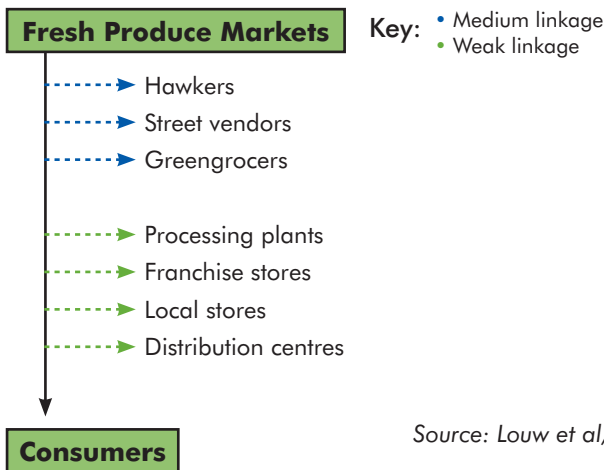 Fresh Produce Markets
Key: • Medium linkage
• Weak linkage
Hawkers
Street vendors
Greengrocers
Processing plants
Franchise stores
Local stores
Distribution centres
Consumers
Source: Louw et al,